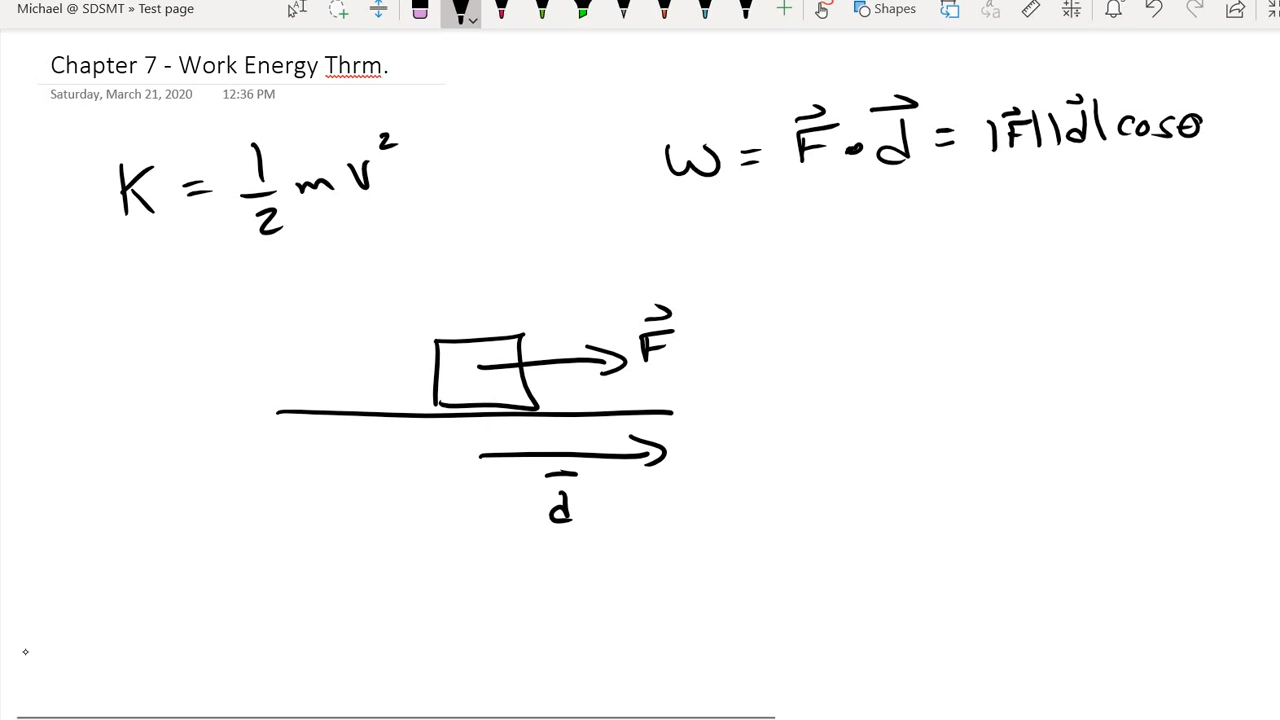 Michael @ SDSMT » Test page
Shapes
Chapter 7 - Work Energy Thrm.
Saturday, March 21, 2020 12:36 PM
K = 1/2 mv²
W = F⃗ • d⃗ = |F⃗||d⃗| cosθ
F⃗
d̅